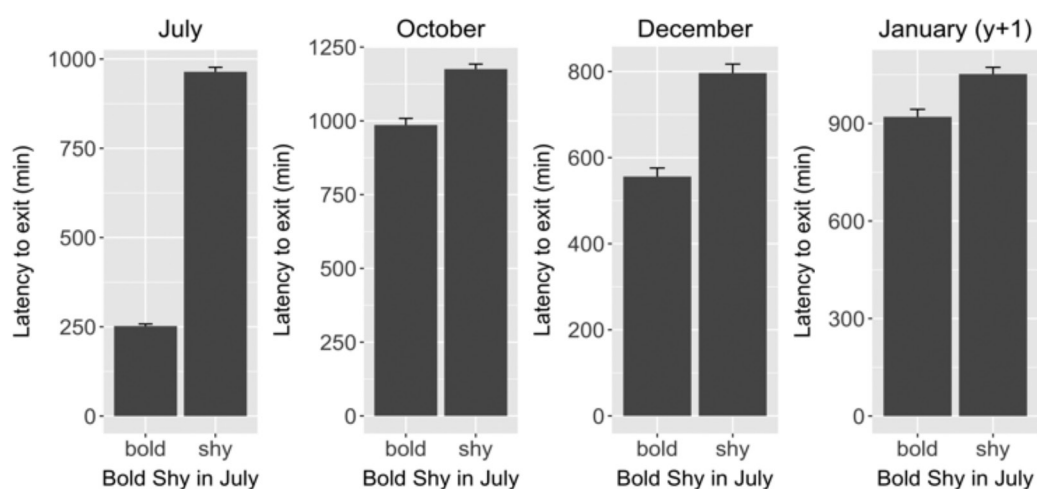 July
October
December
January (y+1)
Latency to exit (min)
1000
750
500
250
0
bold
shy
Bold Shy in July
Latency to exit (min)
1250
1000
750
500
250
0
bold
shy
Bold Shy in July
Latency to exit (min)
800
600
400
200
0
bold
shy
Bold Shy in July
Latency to exit (min)
900
600
300
0
bold
shy
Bold Shy in July